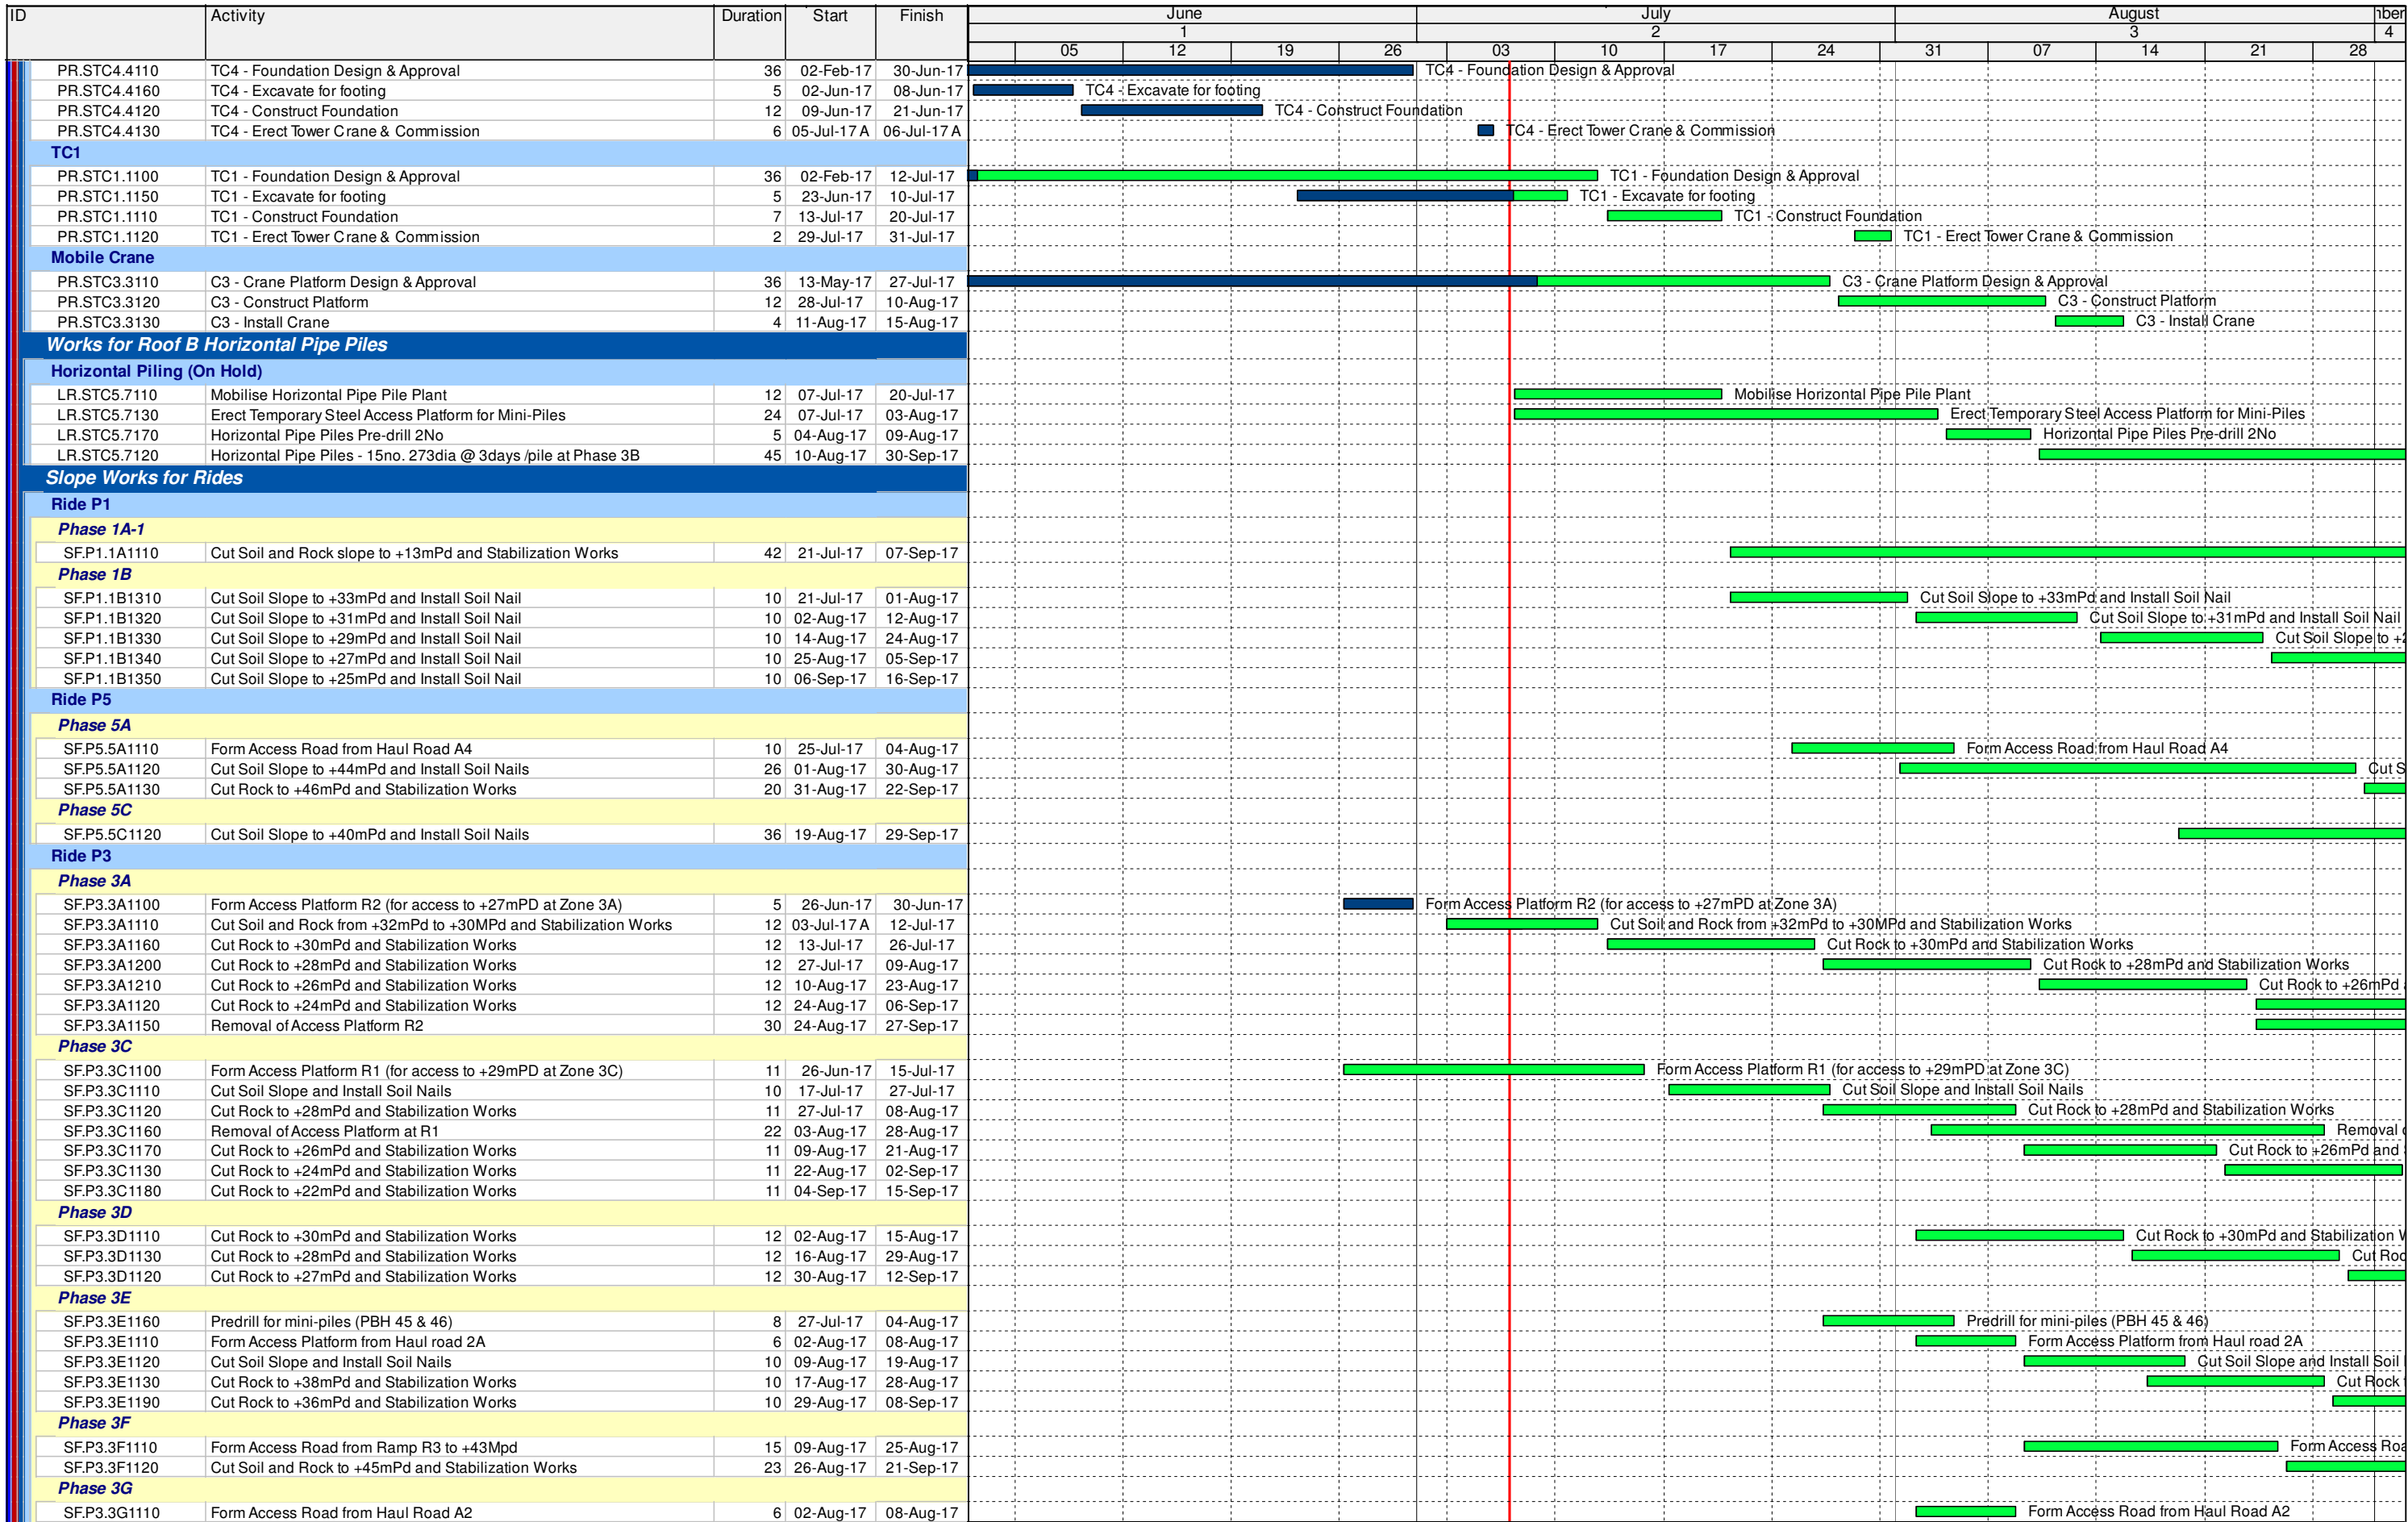 ID Activity Duration Start Finish June July August
1 2 3 4
05 12 19 26 03 10 17 24 31 07 14 21 28
PR.STC4.4110 TC4 - Foundation Design & Approval 36 02-Feb-17 30-Jun-17 TC4 - Foundation Design & Approval
PR.STC4.4160 TC4 - Excavate for footing 5 02-Jun-17 08-Jun-17 TC4 - Excavate for footing
PR.STC4.4120 TC4 - Construct Foundation 12 09-Jun-17 21-Jun-17 TC4 - Construct Foundation
PR.STC4.4130 TC4 - Erect Tower Crane & Commission 6 05-Jul-17 A 06-Jul-17 A TC4 - Erect Tower Crane & Commission
TC1
PR.STC1.1100 TC1 - Foundation Design & Approval 36 02-Feb-17 12-Jul-17 TC1 - Foundation Design & Approval
PR.STC1.1150 TC1 - Excavate for footing 5 23-Jun-17 10-Jul-17 TC1 - Excavate for footing
PR.STC1.1110 TC1 - Construct Foundation 7 13-Jul-17 20-Jul-17 TC1 - Construct Foundation
PR.STC1.1120 TC1 - Erect Tower Crane & Commission 2 29-Jul-17 31-Jul-17 TC1 - Erect Tower Crane & Commission
Mobile Crane
PR.STC3.3110 C3 - Crane Platform Design & Approval 36 13-May-17 27-Jul-17 C3 - Crane Platform Design & Approval
PR.STC3.3120 C3 - Construct Platform 12 28-Jul-17 10-Aug-17 C3 - Construct Platform
PR.STC3.3130 C3 - Install Crane 4 11-Aug-17 15-Aug-17 C3 - Install Crane
Works for Roof B Horizontal Pipe Piles
Horizontal Piling (On Hold)
LR.STC5.7110 Mobilise Horizontal Pipe Pile Plant 12 07-Jul-17 20-Jul-17 Mobilise Horizontal Pipe Pile Plant
LR.STC5.7130 Erect Temporary Steel Access Platform for Mini-Piles 24 07-Jul-17 03-Aug-17 Erect Temporary Steel Access Platform for Mini-Piles
LR.STC5.7170 Horizontal Pipe Piles Pre-drill 2No 5 04-Aug-17 09-Aug-17 Horizontal Pipe Piles Pre-drill 2No
LR.STC5.7120 Horizontal Pipe Piles - 15no. 273dia @ 3days /pile at Phase 3B 45 10-Aug-17 30-Sep-17
Slope Works for Rides
Ride P1
Phase 1A-1
SF.P1.1A1110 Cut Soil and Rock slope to +13mPd and Stabilization Works 42 21-Jul-17 07-Sep-17
Phase 1B
SF.P1.1B1310 Cut Soil Slope to +33mPd and Install Soil Nail 10 21-Jul-17 01-Aug-17 Cut Soil Slope to +33mPd and Install Soil Nail
SF.P1.1B1320 Cut Soil Slope to +31mPd and Install Soil Nail 10 02-Aug-17 12-Aug-17 Cut Soil Slope to +31mPd and Install Soil Nail
SF.P1.1B1330 Cut Soil Slope to +29mPd and Install Soil Nail 10 14-Aug-17 24-Aug-17 Cut Soil Slope to
SF.P1.1B1340 Cut Soil Slope to +27mPd and Install Soil Nail 10 25-Aug-17 05-Sep-17
SF.P1.1B1350 Cut Soil Slope to +25mPd and Install Soil Nail 10 06-Sep-17 16-Sep-17
Ride P5
Phase 5A
SF.P5.5A1110 Form Access Road from Haul Road A4 10 25-Jul-17 04-Aug-17 Form Access Road from Haul Road A4
SF.P5.5A1120 Cut Soil Slope to +44mPd and Install Soil Nails 26 01-Aug-17 30-Aug-17 Cut S
SF.P5.5A1130 Cut Rock to +46mPd and Stabilization Works 20 31-Aug-17 22-Sep-17
Phase 5C
SF.P5.5C1120 Cut Soil Slope to +40mPd and Install Soil Nails 36 19-Aug-17 29-Sep-17
Ride P3
Phase 3A
SF.P3.3A1100 Form Access Platform R2 (for access to +27mPD at Zone 3A) 5 26-Jun-17 30-Jun-17 Form Access Platform R2 (for access to +27mPD at Zone 3A)
SF.P3.3A1110 Cut Soil and Rock from +32mPd to +30MPd and Stabilization Works 12 03-Jul-17 A 12-Jul-17 Cut Soil and Rock from +32mPd to +30MPd and Stabilization Works
SF.P3.3A1160 Cut Rock to +30mPd and Stabilization Works 12 13-Jul-17 26-Jul-17 Cut Rock to +30mPd and Stabilization Works
SF.P3.3A1200 Cut Rock to +28mPd and Stabilization Works 12 27-Jul-17 09-Aug-17 Cut Rock to +28mPd and Stabilization Works
SF.P3.3A1210 Cut Rock to +26mPd and Stabilization Works 12 10-Aug-17 23-Aug-17 Cut Rock to +26mPd
SF.P3.3A1120 Cut Rock to +24mPd and Stabilization Works 12 24-Aug-17 06-Sep-17
SF.P3.3A1150 Removal of Access Platform R2 30 24-Aug-17 27-Sep-17
Phase 3C
SF.P3.3C1100 Form Access Platform R1 (for access to +29mPD at Zone 3C) 11 26-Jun-17 15-Jul-17 Form Access Platform R1 (for access to +29mPD at Zone 3C)
SF.P3.3C1110 Cut Soil Slope and Install Soil Nails 10 17-Jul-17 27-Jul-17 Cut Soil Slope and Install Soil Nails
SF.P3.3C1120 Cut Rock to +28mPd and Stabilization Works 11 27-Jul-17 08-Aug-17 Cut Rock to +28mPd and Stabilization Works
SF.P3.3C1160 Removal of Access Platform at R1 22 03-Aug-17 28-Aug-17 Removal
SF.P3.3C1170 Cut Rock to +26mPd and Stabilization Works 11 09-Aug-17 21-Aug-17 Cut Rock to +26mPd and
SF.P3.3C1130 Cut Rock to +24mPd and Stabilization Works 11 22-Aug-17 02-Sep-17
SF.P3.3C1180 Cut Rock to +22mPd and Stabilization Works 11 04-Sep-17 15-Sep-17
Phase 3D
SF.P3.3D1110 Cut Rock to +30mPd and Stabilization Works 12 02-Aug-17 15-Aug-17 Cut Rock to +30mPd and Stabilization
SF.P3.3D1130 Cut Rock to +28mPd and Stabilization Works 12 16-Aug-17 29-Aug-17 Cut Roc
SF.P3.3D1120 Cut Rock to +27mPd and Stabilization Works 12 30-Aug-17 12-Sep-17
Phase 3E
SF.P3.3E1160 Predrill for mini-piles (PBH 45 & 46) 8 27-Jul-17 04-Aug-17 Predrill for mini-piles (PBH 45 & 46)
SF.P3.3E1110 Form Access Platform from Haul road 2A 6 02-Aug-17 08-Aug-17 Form Access Platform from Haul road 2A
SF.P3.3E1120 Cut Soil Slope and Install Soil Nails 10 09-Aug-17 19-Aug-17 Cut Soil Slope and Install Soil
SF.P3.3E1130 Cut Rock to +38mPd and Stabilization Works 10 17-Aug-17 28-Aug-17 Cut Rock
SF.P3.3E1190 Cut Rock to +36mPd and Stabilization Works 10 29-Aug-17 08-Sep-17
Phase 3F
SF.P3.3F1110 Form Access Road from Ramp R3 to +43Mpd 15 09-Aug-17 25-Aug-17 Form Access Roa
SF.P3.3F1120 Cut Soil and Rock to +45mPd and Stabilization Works 23 26-Aug-17 21-Sep-17
Phase 3G
SF.P3.3G1110 Form Access Road from Haul Road A2 6 02-Aug-17 08-Aug-17 Form Access Road from Haul Road A2